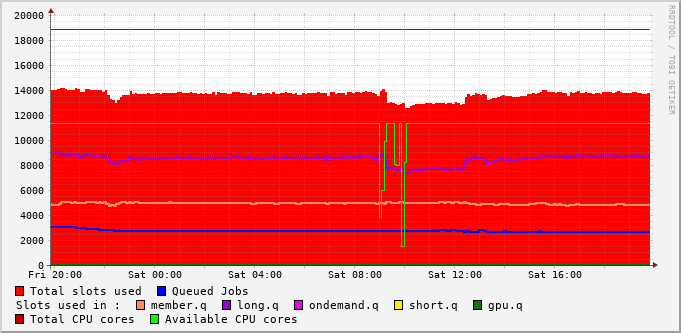 RRDTOOL / TOBI OETIKER
20000
18000
16000
14000
12000
10000
8000
6000
4000
2000
0
Fri 20:00 Sat 00:00 Sat 04:00 Sat 08:00 Sat 12:00 Sat 16:00
Total slots used Queued Jobs
Slots used in : member.q long.q ondemand.q short.q gpu.q
Total CPU cores Available CPU cores